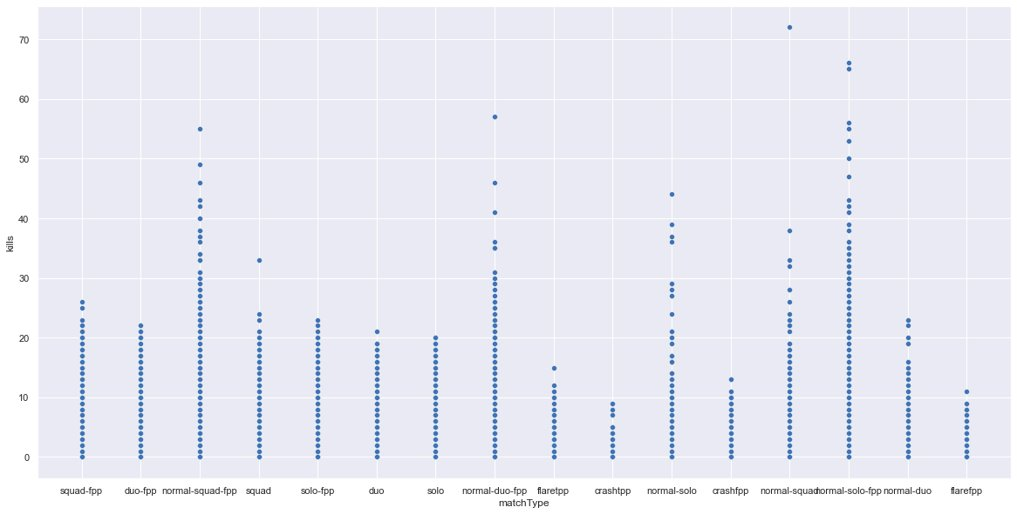 70
60
50
40
30
20
10
0
kills
squad-fpp duo-fpp normal-squad-fpp squad solo-fpp duo solo normal-duo-fpp flaretpp crashtpp normal-solo crashfpp normal-squad normal-solo-fpp normal-duo flarefpp
matchType